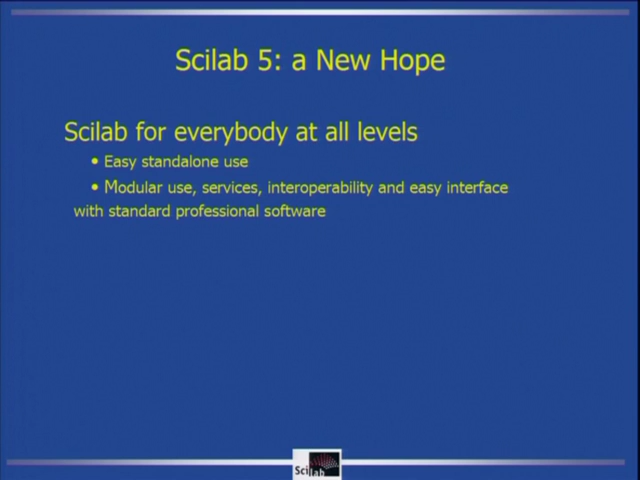 Scilab 5: a New Hope
Scilab for everybody at all levels
• Easy standalone use
• Modular use, services, interoperability and easy interface
with standard professional software
Scilab